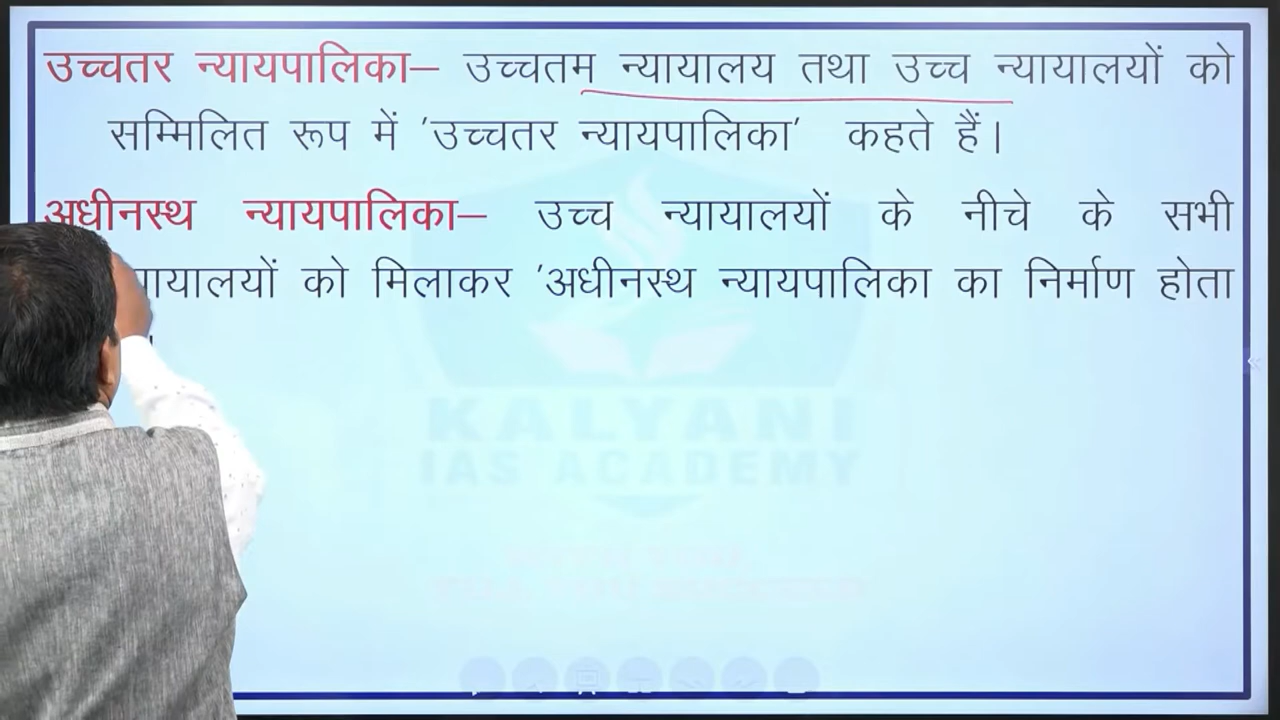 उच्चतर न्यायपालिका– उच्चतम न्यायालय तथा उच्च न्यायालयों को
सम्मिलित रूप में 'उच्चतर न्यायपालिका' कहते हैं।
अधीनस्थ न्यायपालिका– उच्च न्यायालयों के नीचे के सभी
को मिलाकर 'अधीनस्थ न्यायपालिका का निर्माण होता
KALYANI
IAS ACADEMY